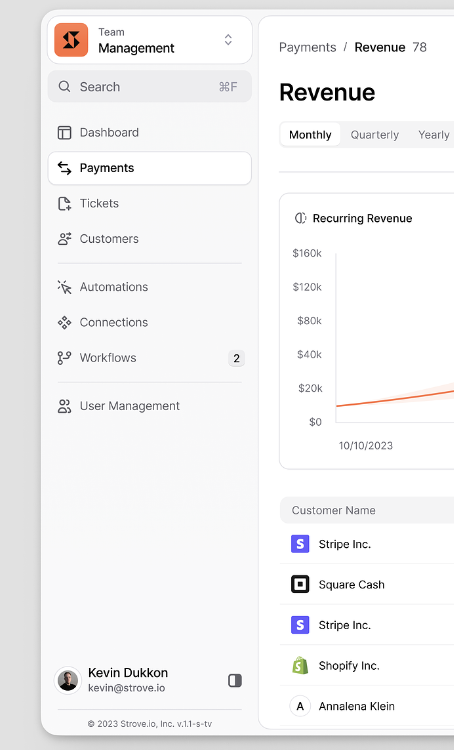 Team
Management
Search
⌘F
Dashboard
Payments
Tickets
Customers
Automations
Connections
Workflows
2
User Management
Kevin Dukkon
kevin@strove.io
© 2023 Strove.io, Inc. v.1.1-s-tv
Payments / Revenue 78
Revenue
Monthly Quarterly Yearly
Recurring Revenue
$160k
$120k
$80k
$40k
$20k
$0
10/10/2023
Customer Name
S Stripe Inc.
Square Cash
S Stripe Inc.
Shopify Inc.
A Annalena Klein